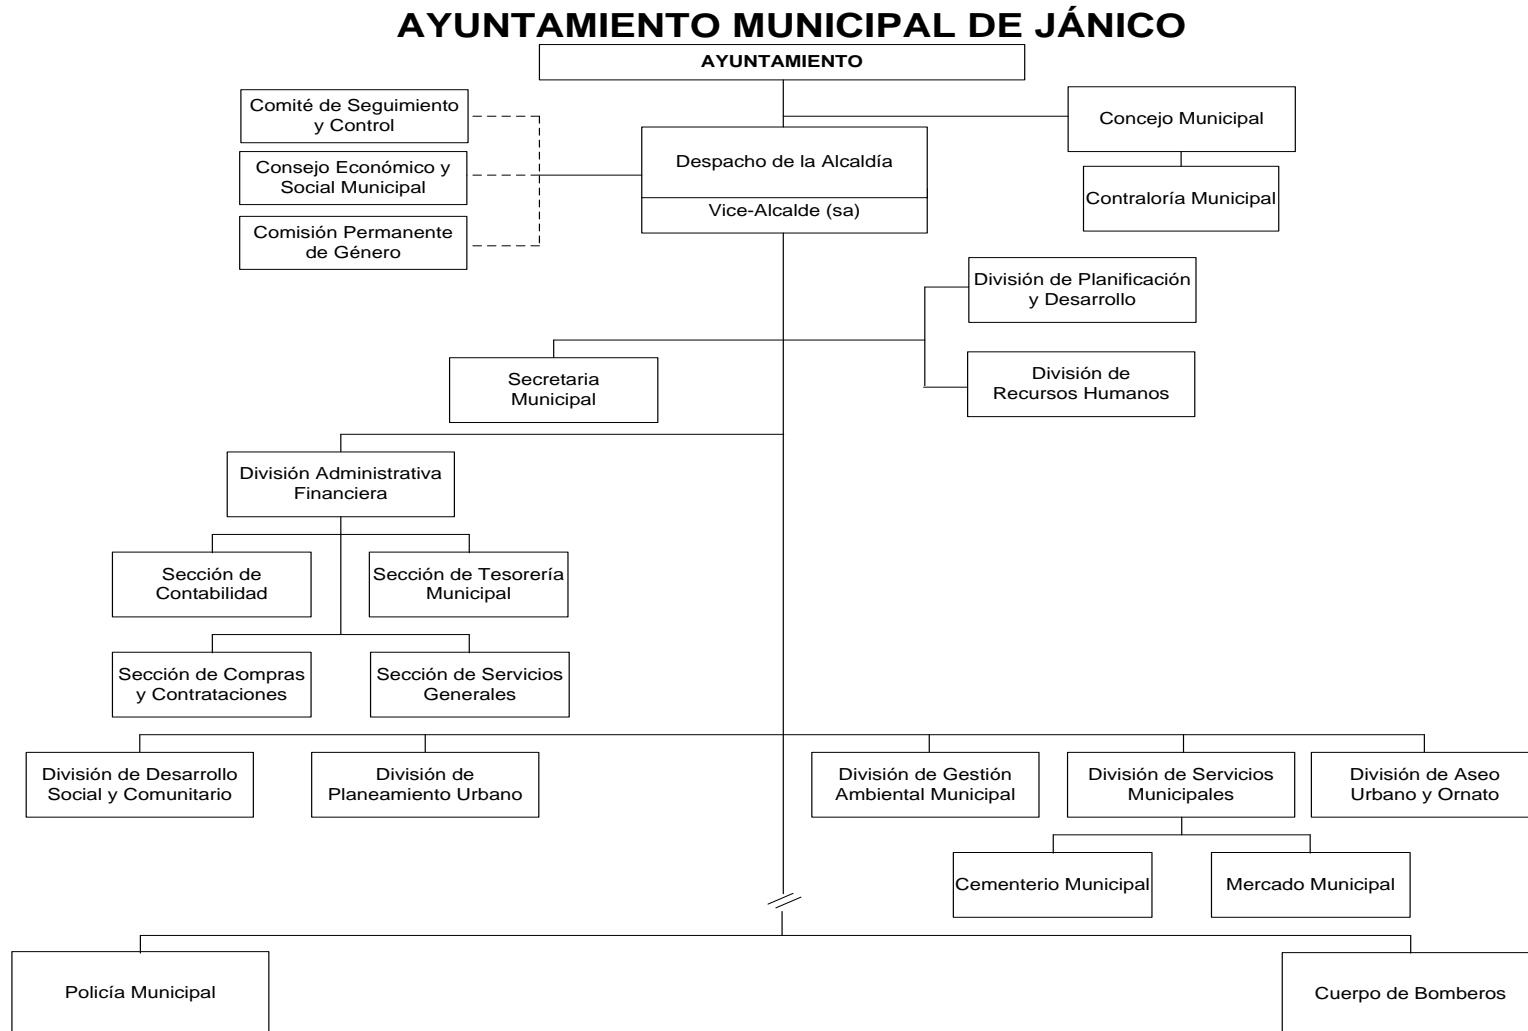 AYUNTAMIENTO MUNICIPAL DE JÁNICO
AYUNTAMIENTO
Comité de Seguimiento
y Control
Consejo Económico y
Social Municipal
Comisión Permanente
de Género
Despacho de la Alcaldía
Vice-Alcalde (sa)
Concejo Municipal
Contraloría Municipal
División de Planificación
y Desarrollo
División de
Recursos Humanos
Secretaria
Municipal
División Administrativa
Financiera
Sección de
Contabilidad
Sección de Tesorería
Municipal
Sección de Compras
y Contrataciones
Sección de Servicios
Generales
División de Desarrollo
Social y Comunitario
División de
Planeamiento Urbano
División de Gestión
Ambiental Municipal
División de Servicios
Municipales
División de Aseo
Urbano y Ornato
Cementerio Municipal
Mercado Municipal
Policía Municipal
Cuerpo de Bomberos